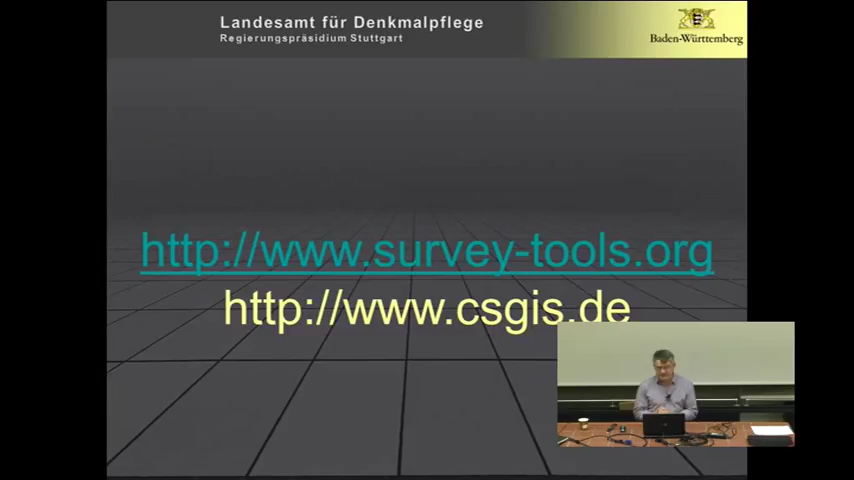 Landesamt für Denkmalpflege
Regierungspräsidium Stuttgart
Baden-Württemberg
http://www.survey-tools.org
http://www.csgis.de